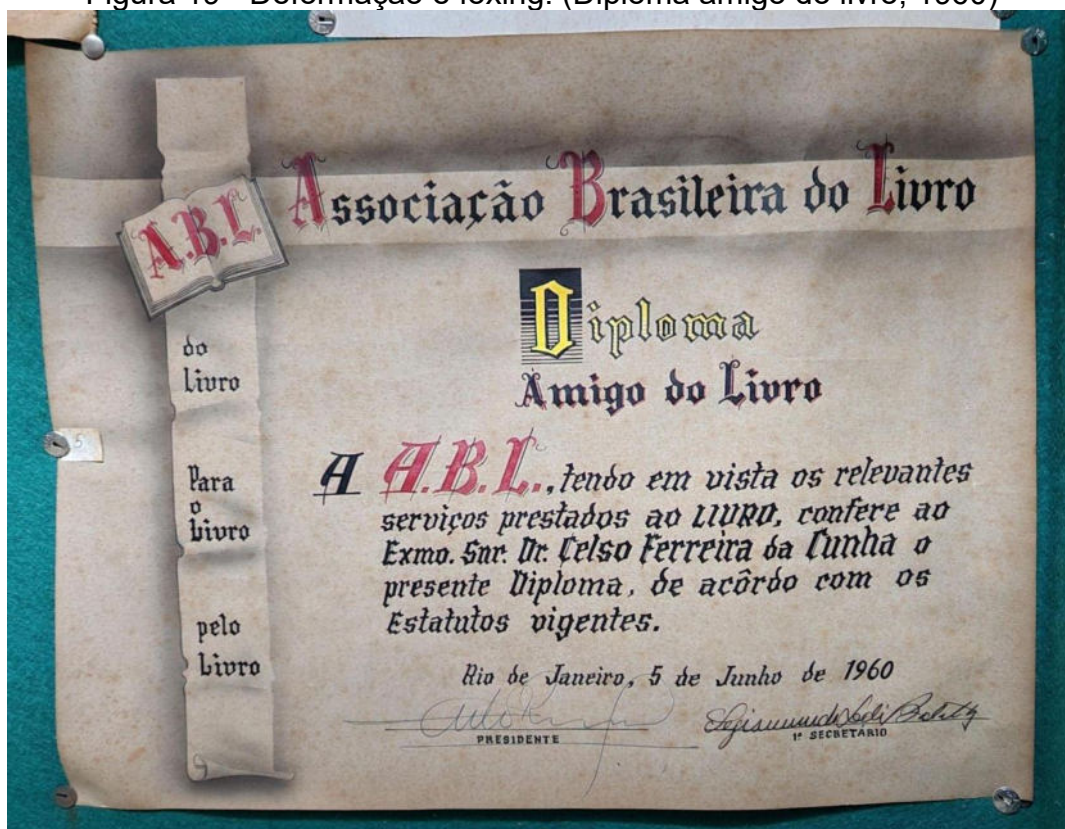 Associação Brasileira do Livro
A.B.L.
do
Livro
Para
o
Livro
pelo
Livro
Diploma
Amigo do Livro
A A.B.L., tendo em vista os relevantes
serviços prestados ao LIVRO, confere ao
Exmo. Snr. Dr. Celso Ferreira da Cunha o
presente Diploma, de acôrdo com os
Estatutos vigentes.
Rio de Janeiro, 5 de Junho de 1960
PRESIDENTE
1º SECRETÁRIO
5